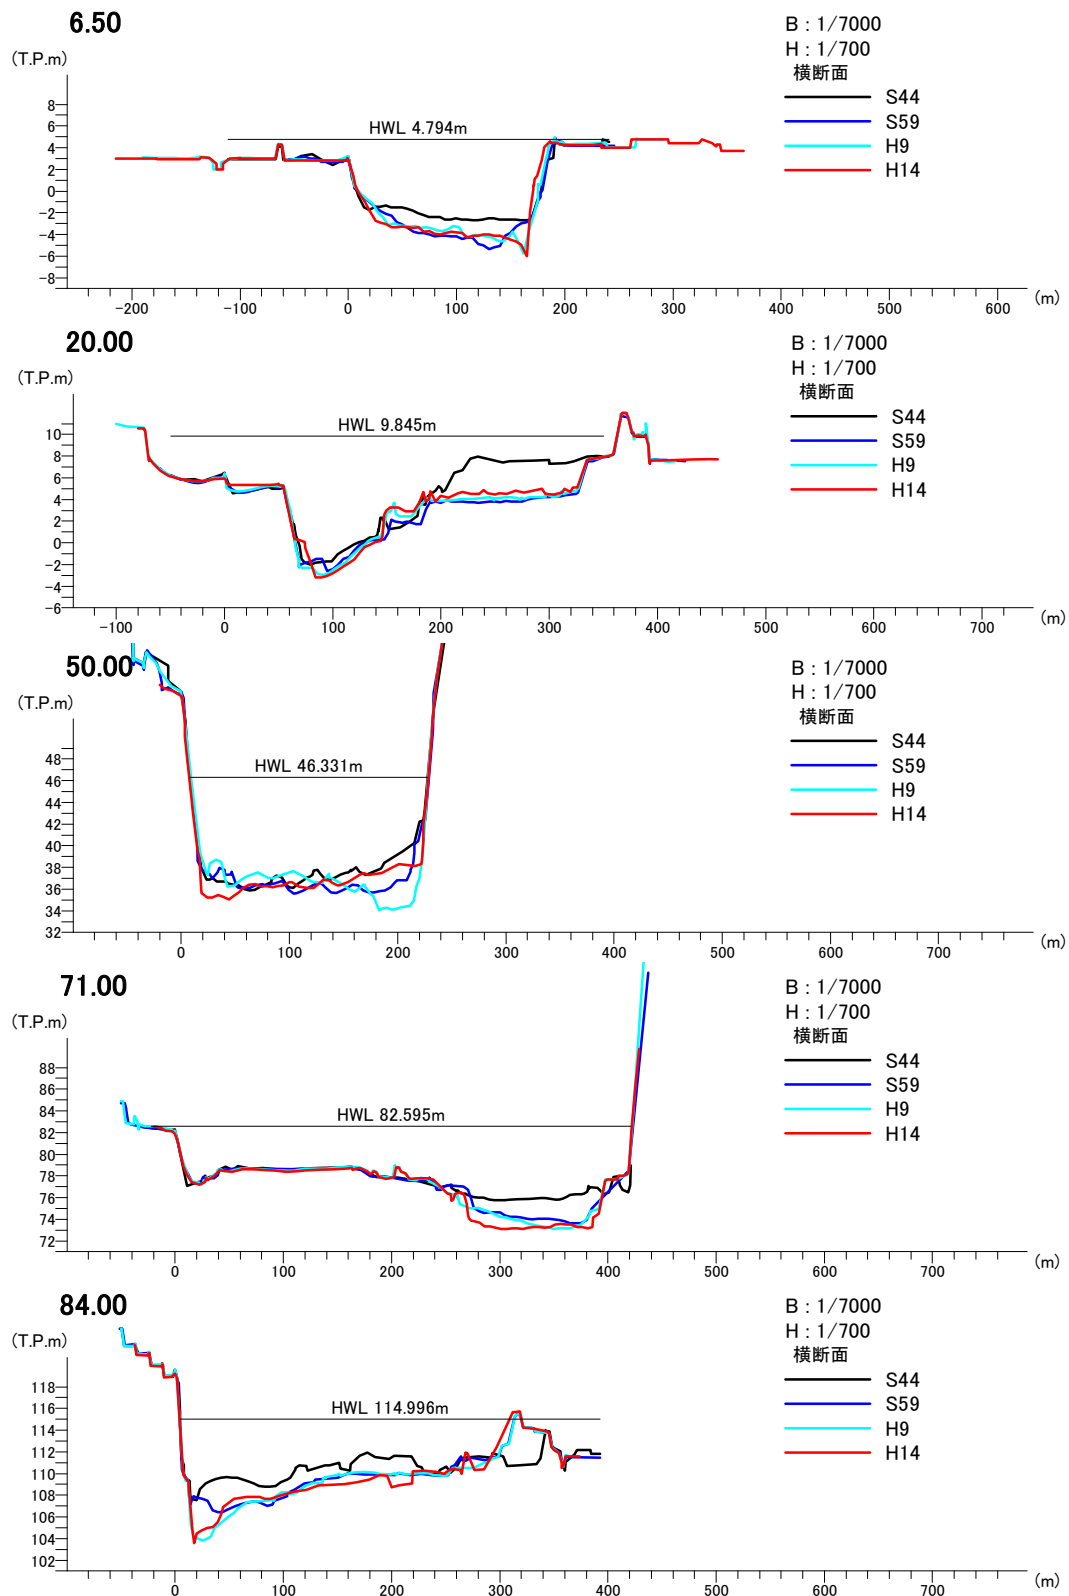 6.50
B : 1/7000
H : 1/700
横断面
(T.P.m)
S44
S59
H9
H14
HWL 4.794m
8
6
4
2
0
−2
−4
−6
−8
−200 −100 0 100 200 300 400 500 600 (m)
20.00
B : 1/7000
H : 1/700
横断面
(T.P.m)
S44
S59
H9
H14
HWL 9.845m
10
8
6
4
2
0
−2
−4
−6
−100 0 100 200 300 400 500 600 700 (m)
50.00
B : 1/7000
H : 1/700
横断面
(T.P.m)
S44
S59
H9
H14
HWL 46.331m
48
46
44
42
40
38
36
34
32
0 100 200 300 400 500 600 700 (m)
71.00
B : 1/7000
H : 1/700
横断面
(T.P.m)
S44
S59
H9
H14
HWL 82.595m
88
86
84
82
80
78
76
74
72
0 100 200 300 400 500 600 700 (m)
84.00
B : 1/7000
H : 1/700
横断面
(T.P.m)
S44
S59
H9
H14
HWL 114.996m
118
116
114
112
110
108
106
104
102
0 100 200 300 400 500 600 700 (m)